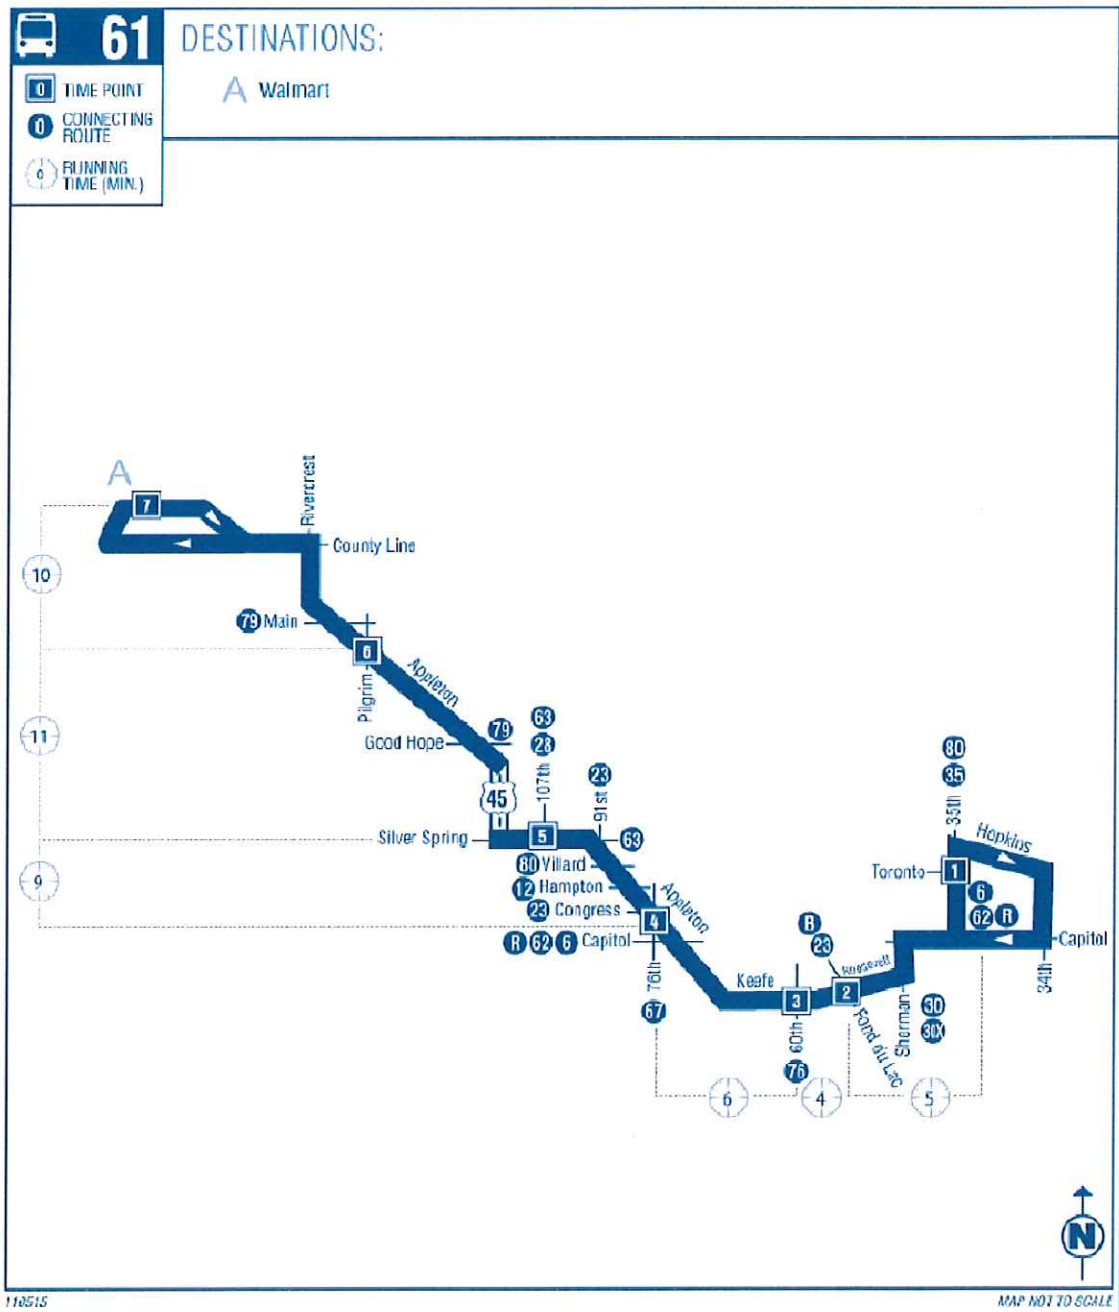 61
DESTINATIONS:
0 TIME POINT
0 CONNECTING
ROUTE
0 RUNNING
TIME (MIN.)
A Walmart
A
7
Rivercrest
County Line
10
79 Main
6
Appleton
Pilgrim
11
Good Hope
79
63
28
107th
45
23
91st
80
35
35th
Hopkins
Silver Spring
5
63
80 Villard
12 Hampton
23 Congress
9
4
Appleton
Toronto
1
6
62 R
R 62 6 Capitol
76th
67
B
23
Roosevelt
Capitol
34th
Keefe
3
2
60th
76
Fond du Lac
Sherman
30
30X
6
4
5
N
110515
MAP NOT TO SCALE